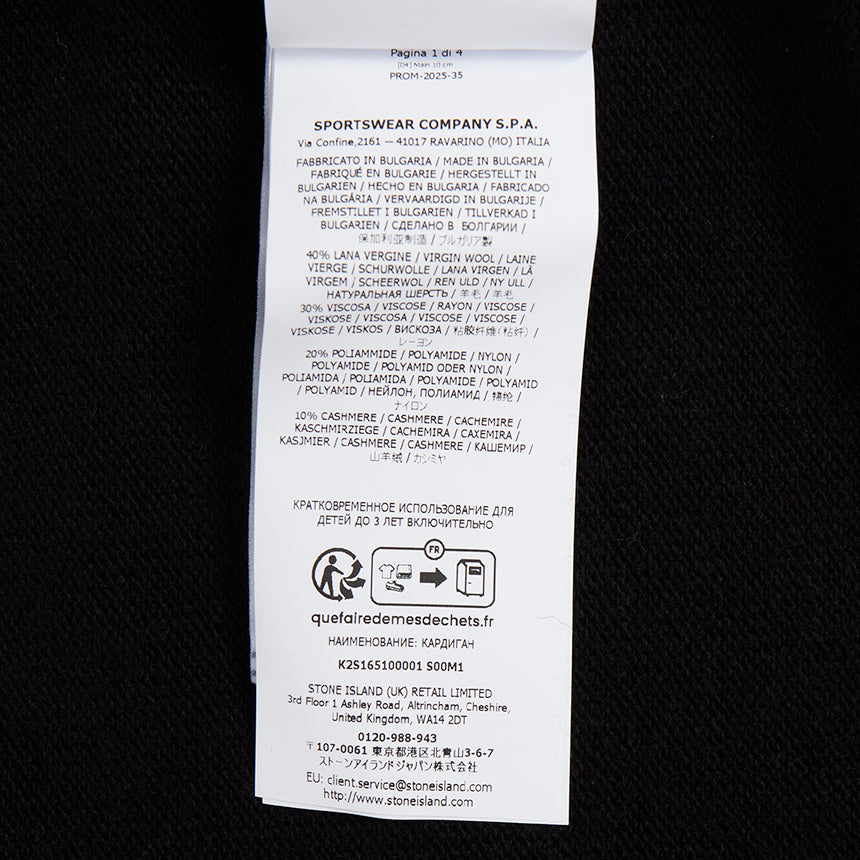 Pagina 1 di 4
(D4) Main 10 cm
PROM-2025-35
SPORTSWEAR COMPANY S.P.A.
Via Confine,2161 — 41017 RAVARINO (MO) ITALIA
FABBRICATO IN BULGARIA / MADE IN BULGARIA /
FABRIQUÉ EN BULGARIE / HERGESTELLT IN
BULGARIEN / HECHO EN BULGARIA / FABRICADO
NA BULGÁRIA / VERVAARDIGD IN BULGARIJE /
FREMSTILLET I BULGARIEN / TILLVERKAD I
BULGARIEN / СДЕЛАНО В БОЛГАРИИ /
保加利亚制造 / ブルガリア製
40% LANA VERGINE / VIRGIN WOOL / LAINE
VIERGE / SCHURWOLLE / LANA VIRGEN / LÃ
VIRGEM / SCHEERWOL / REN ULD / NY ULL /
НАТУРАЛЬНАЯ ШЕРСТЬ / 羊毛 / 羊毛
30% VISCOSA / VISCOSE / RAYON / VISCOSE /
VISKOSE / VISCOSA / VISCOSE / VISCOSE /
VISKOSE / VISKOS / ВИСКОЗА / 粘胶纤维(粘纤) /
レーヨン
20% POLIAMMIDE / POLYAMIDE / NYLON /
POLYAMIDE / POLYAMID ODER NYLON /
POLIAMIDA / POLIAMIDA / POLYAMIDE / POLYAMID
/ POLYAMID / НЕЙЛОН, ПОЛИАМИД / 锦纶 /
ナイロン
10% CASHMERE / CASHMERE / CACHEMIRE /
KASCHMIRZIEGE / CACHEMIRA / CAXEMIRA /
KASJMIER / CASHMERE / CASHMERE / КАШЕМИР /
山羊绒 / カシミヤ
КРАТКОВРЕМЕННОЕ ИСПОЛЬЗОВАНИЕ ДЛЯ
ДЕТЕЙ ДО 3 ЛЕТ ВКЛЮЧИТЕЛЬНО
FR
quefairedemesdechets.fr
НАИМЕНОВАНИЕ: КАРДИГАН
K2S165100001 S00M1
STONE ISLAND (UK) RETAIL LIMITED
3rd Floor 1 Ashley Road, Altrincham, Cheshire,
United Kingdom, WA14 2DT
0120-988-943
〒107-0061 東京都港区北青山3-6-7
ストーンアイランドジャパン株式会社
EU: client.service@stoneisland.com
http://www.stoneisland.com